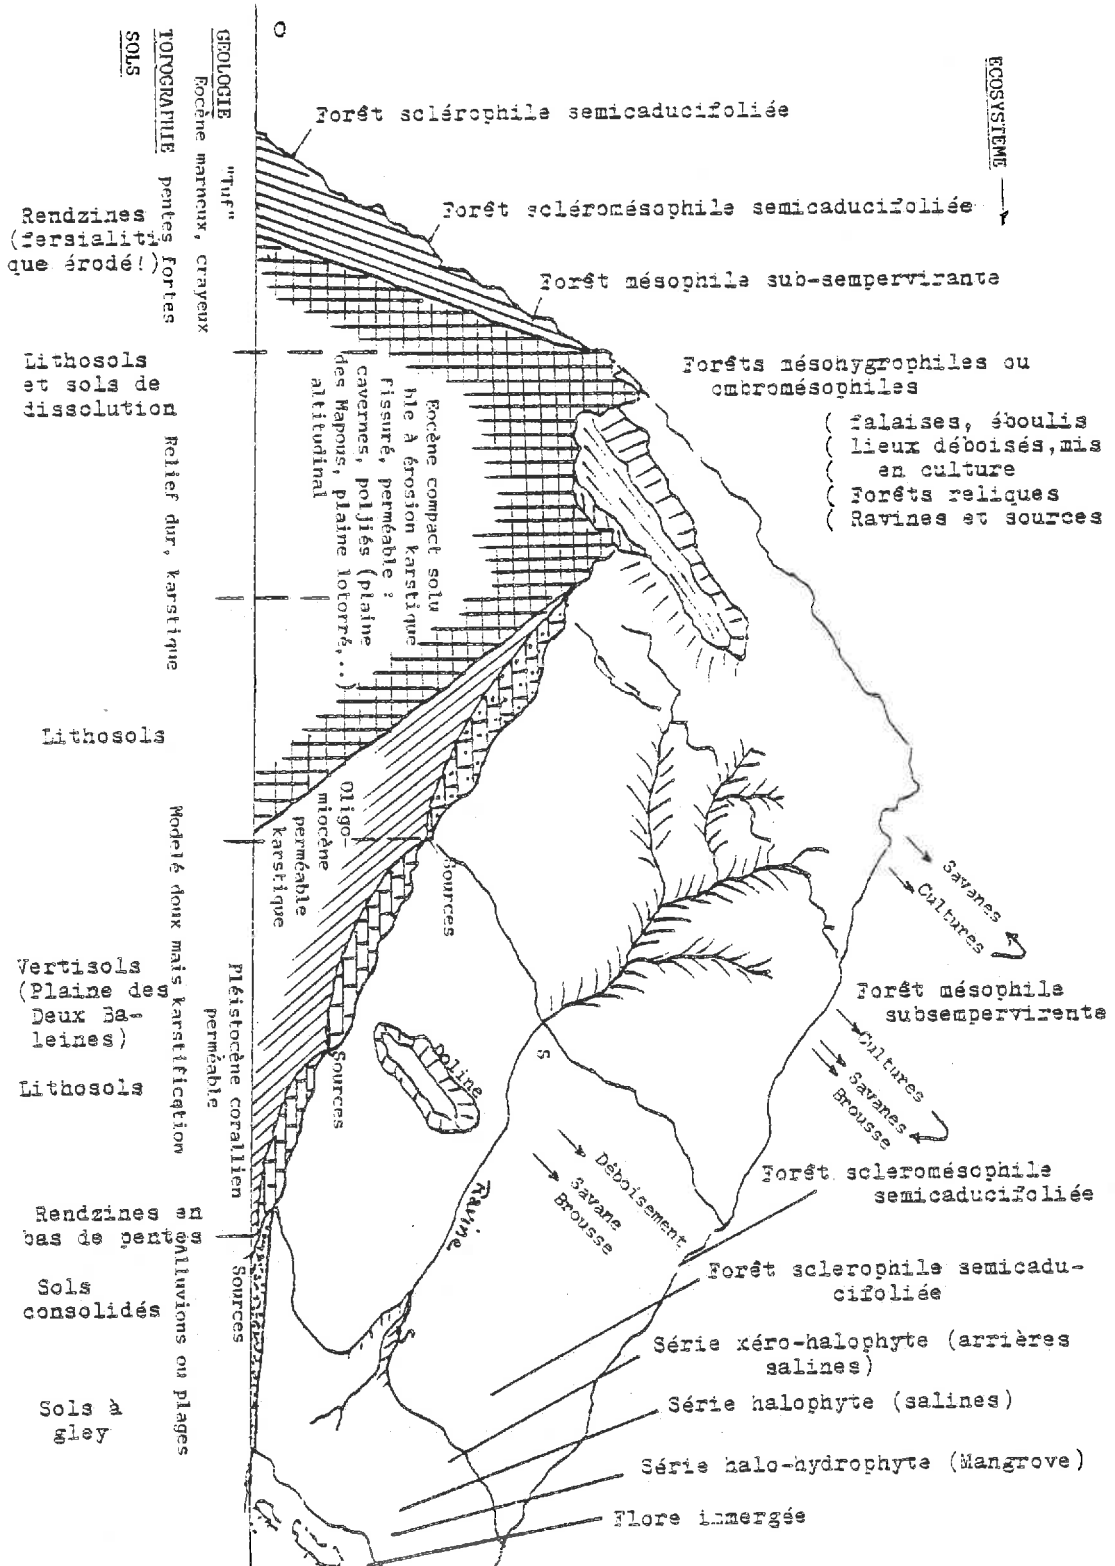 O
ECOSYSTEME
GEOLOGIE
"Tuf"
Eocène marneux, crayeux
TOPOGRAPHIE
pentes fortes
SOLS
Forêt sclérophile semicaducifoliée
Forêt scléromésophile semicaducifoliée
Forêt mésophile sub-sempervirante
Rendzines
(fersialiti
que érodé!)
Lithosols
et sols de
dissolution
Relief dur, karstique
Eocène compact solu
ble à érosion karstique
fissuré, perméable :
cavernes, poljiés (plaine
des Mapous, plaine lotorré,..)
altitudinal
Forêts mésohygrophiles ou
ombromésophiles
( falaises, éboulis
( lieux déboisés,mis
( en culture
( Forêts reliques
( Ravines et sources
Lithosols
Modelé doux mais karstification
Oligo-
miocène
perméable
karstique
Sources
Savanes
Cultures
Vertisols
(Plaine des
Deux Ba-
leines)
Lithosols
Pléistocène corallien
perméable
Sources
Doline
S
Forêt mésophile
subsempervirente
Cultures
Savanes
Brousse
Déboisement
Savane
Brousse
Ravine
Forêt scleromésophile
semicaducifoliée
Rendzines en
bas de pentes
Alluvions ou plages
Sources
Forêt sclerophile semicadu-
cifoliée
Sols
consolidés
Série xéro-halophyte (arrières
salines)
Série halophyte (salines)
Sols à
gley
Série halo-hydrophyte (Mangrove)
Flore immergée